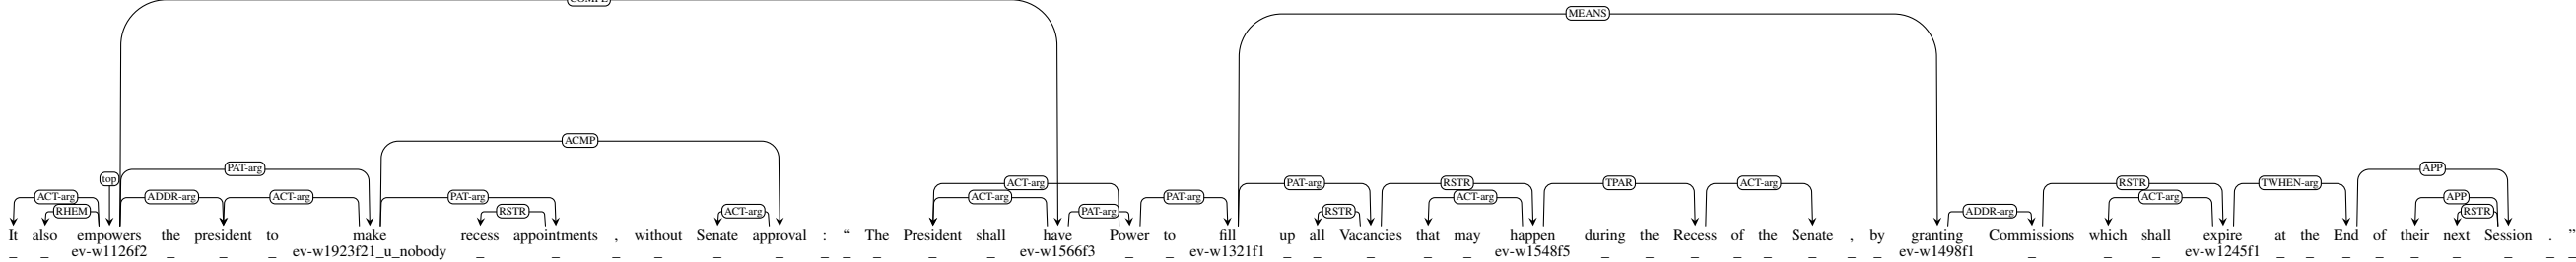 COMPL
MEANS
ACMP
PAT-arg APP
top ACT-arg RSTR TPAR ACT-arg RSTR TWHEN-arg
ACT-arg ADDR-arg ACT-arg PAT-arg ACT-arg PAT-arg PAT-arg ACT-arg ACT-arg APP
RHEM RSTR ACT-arg PAT-arg RSTR ADDR-arg RSTR
It also empowers the president to make recess appointments , without Senate approval : “ The President shall have Power to fill up all Vacancies that may happen during the Recess of the Senate , by granting Commissions which shall expire at the End of their next Session . ”
_ _ ev-w1126f2 _ _ _ ev-w1923f21_u_nobody _ _ _ _ _ _ _ _ _ _ _ ev-w1566f3 _ _ ev-w1321f1 _ _ _ _ _ ev-w1548f5 _ _ _ _ _ _ _ _ ev-w1498f1 _ _ _ ev-w1245f1 _ _ _ _ _ _ _ _ _